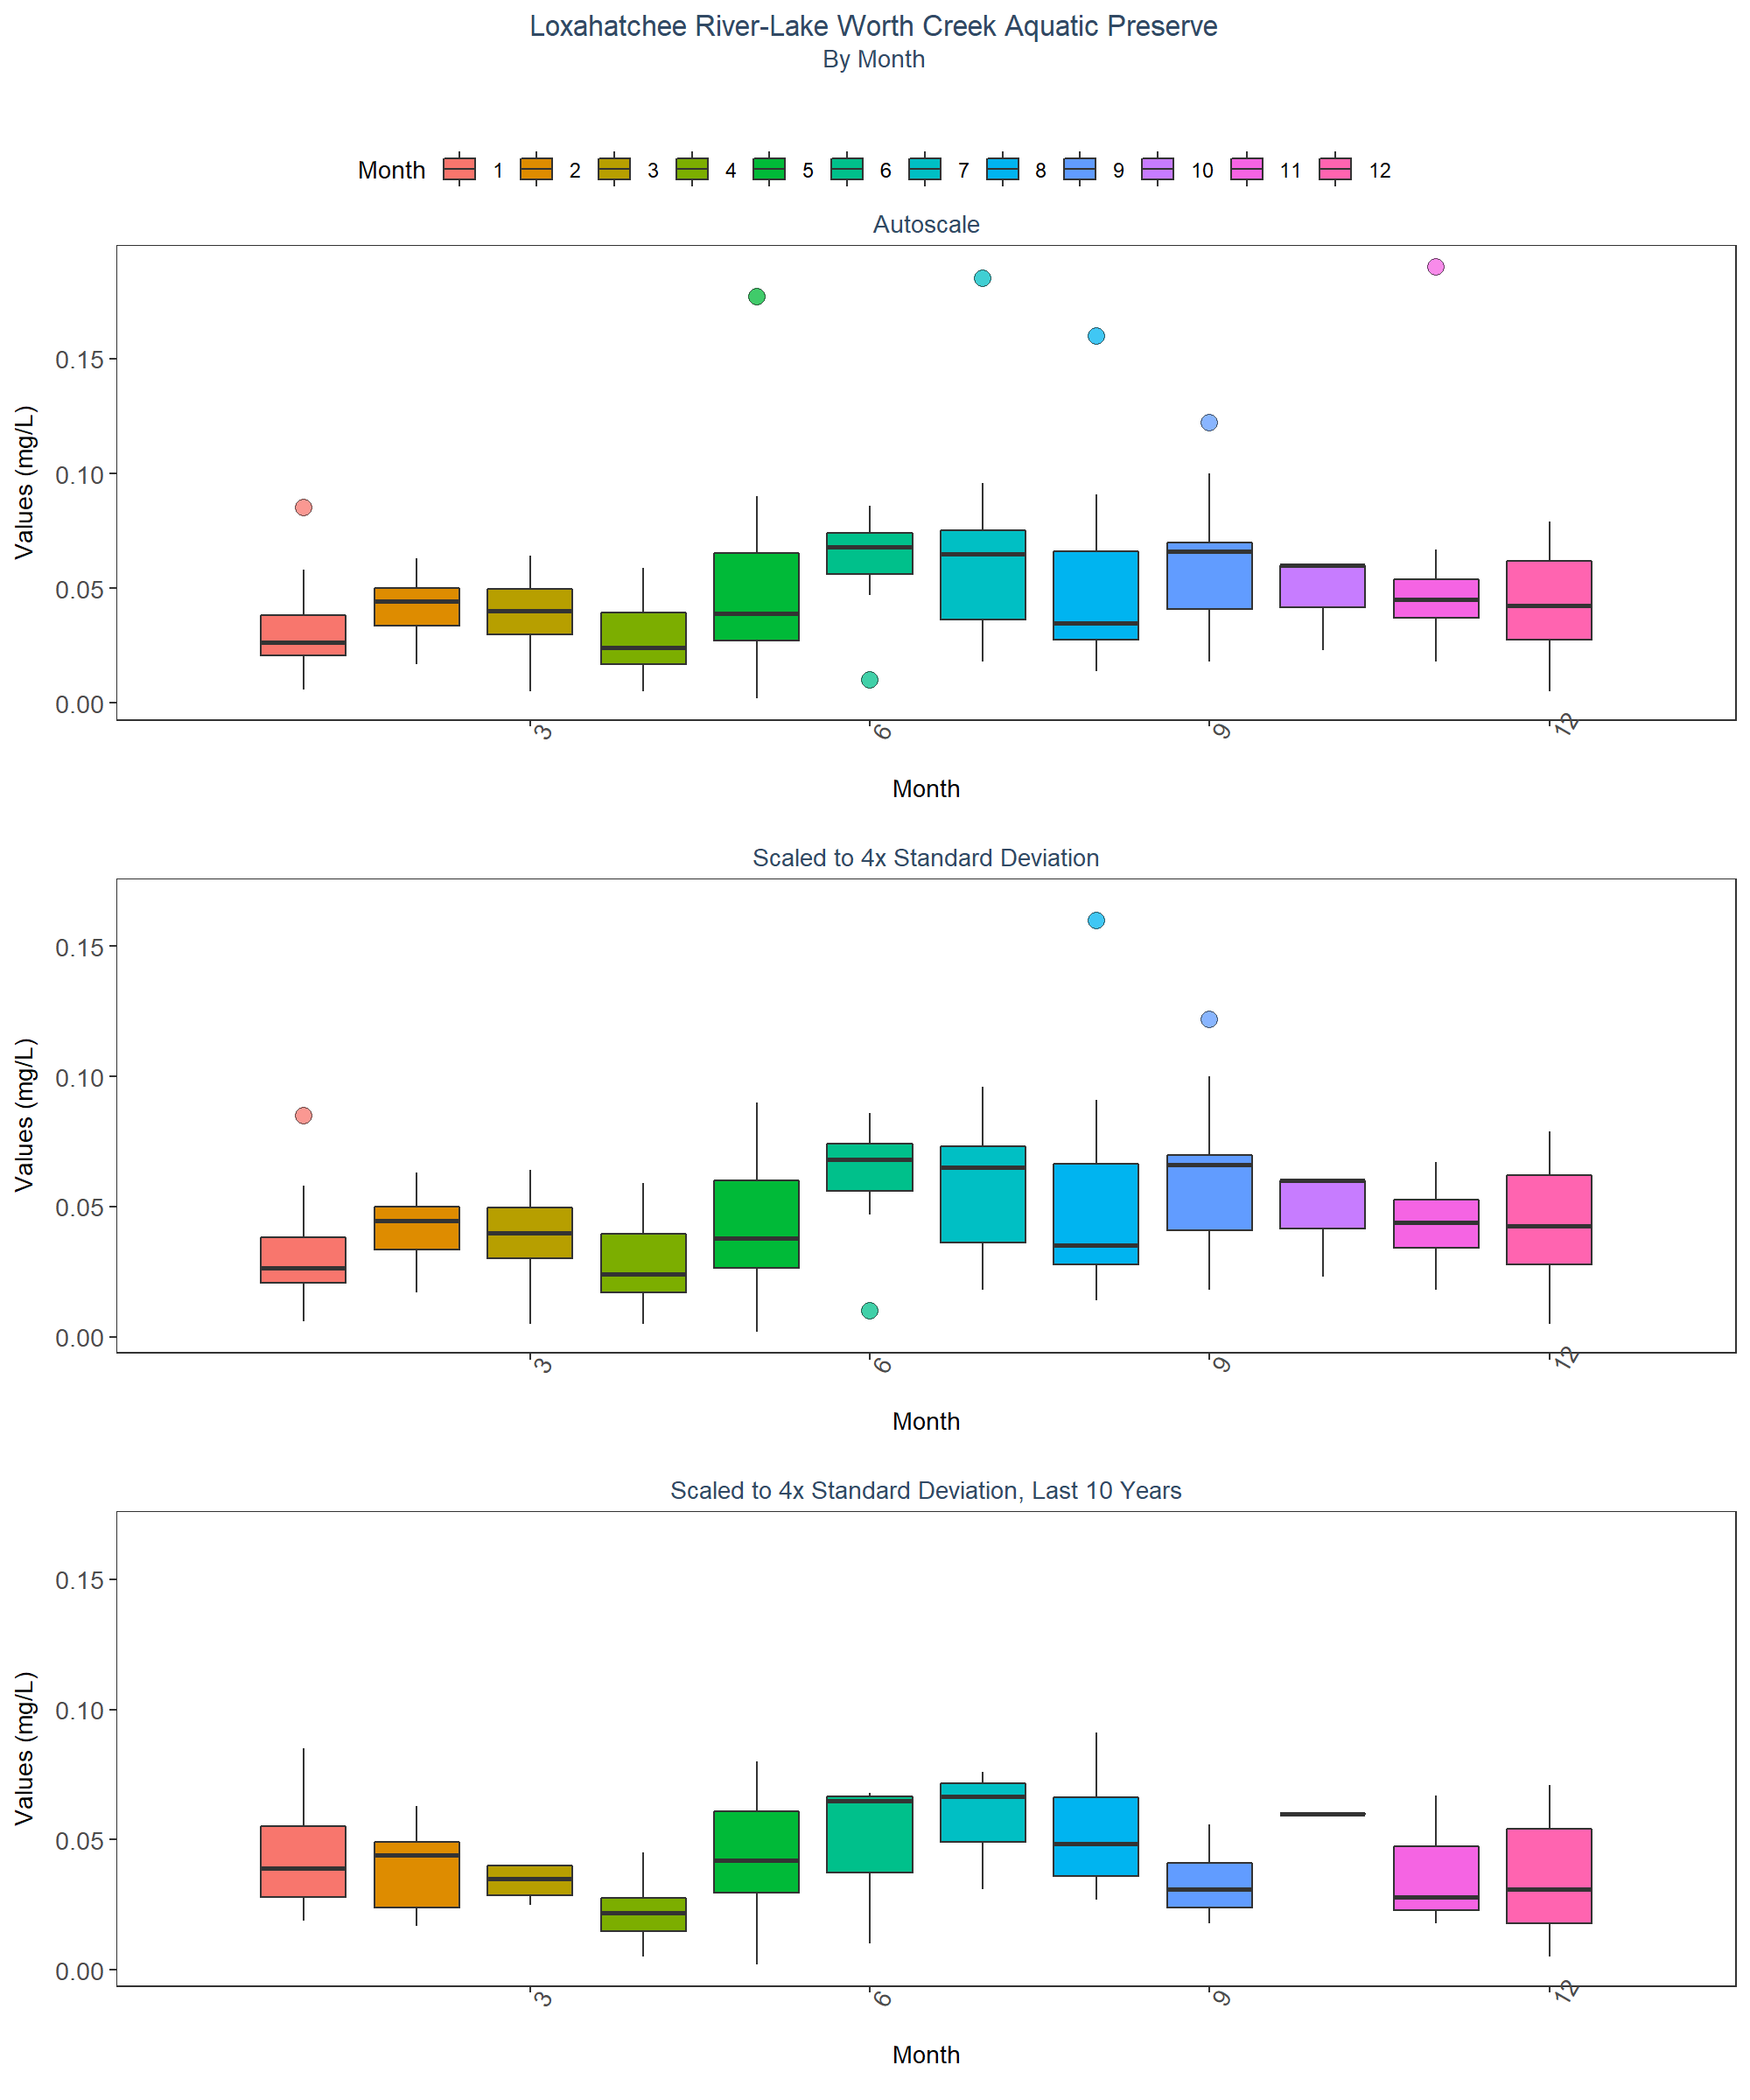 Loxahatchee River-Lake Worth Creek Aquatic Preserve
By Month
Month 1 2 3 4 5 6 7 8 9 10 11 12
Autoscale
Values (mg/L)
0.15
0.10
0.05
0.00
3 6 9 12
Month
Scaled to 4x Standard Deviation
Values (mg/L)
0.15
0.10
0.05
0.00
3 6 9 12
Month
Scaled to 4x Standard Deviation, Last 10 Years
Values (mg/L)
0.15
0.10
0.05
0.00
3 6 9 12
Month